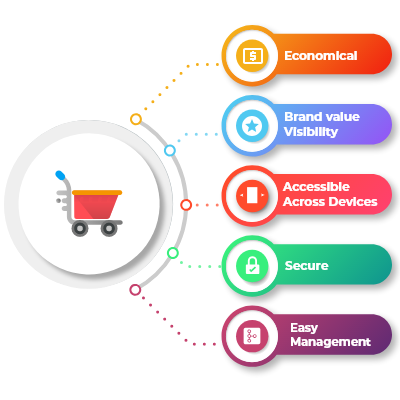 Economical
Brand value
Visibility
Accessible
Across Devices
Secure
Easy
Management